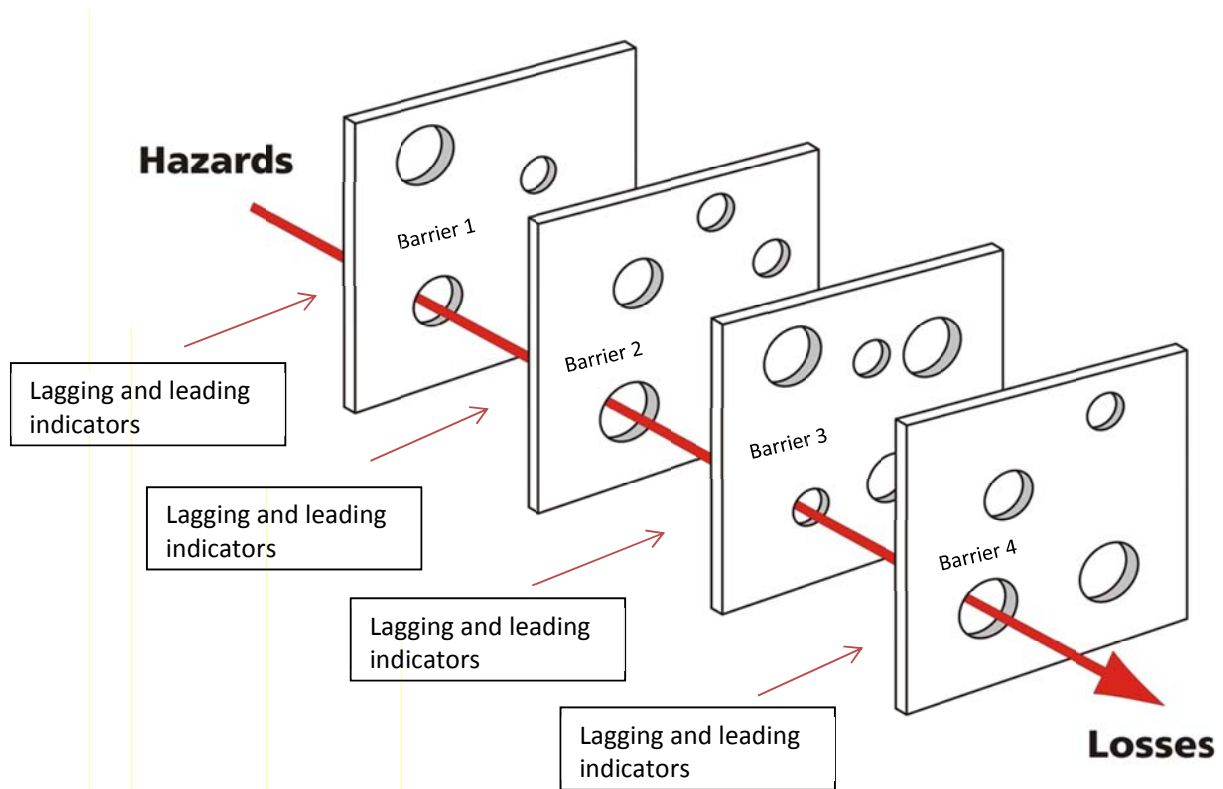 Hazards
Barrier 1
Lagging and leading
indicators
Barrier 2
Lagging and leading
indicators
Barrier 3
Lagging and leading
indicators
Barrier 4
Lagging and leading
indicators
Losses